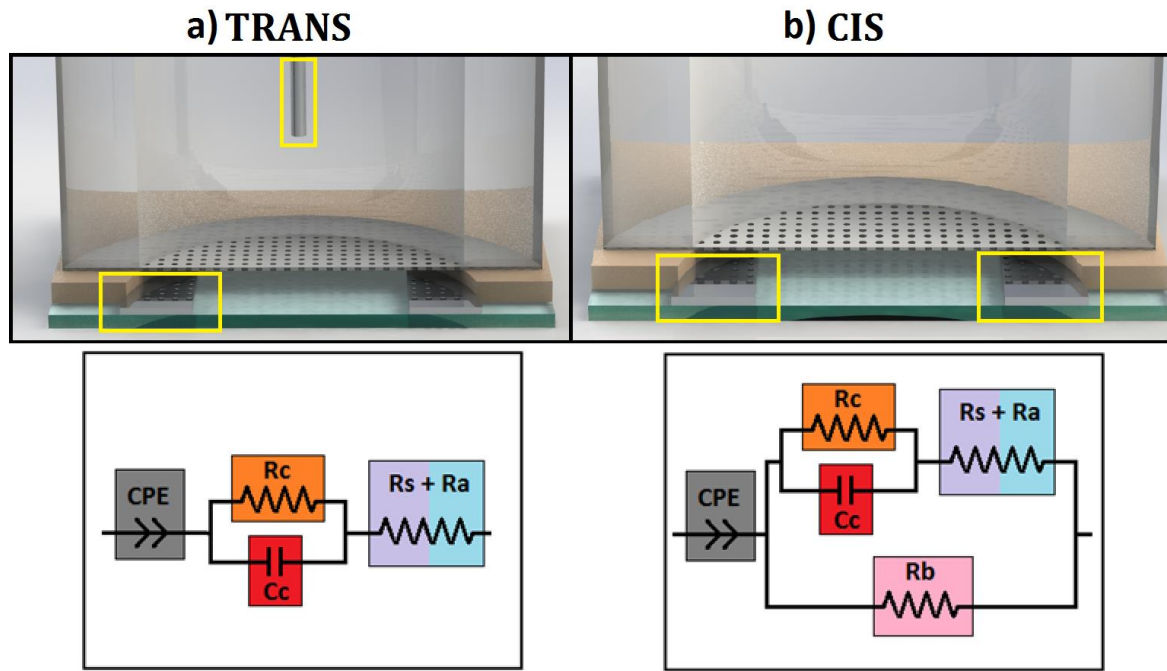 a) TRANS
b) CIS
Rc
CPE
Rs + Ra
Cc
Rc
Rs + Ra
CPE
Cc
Rb